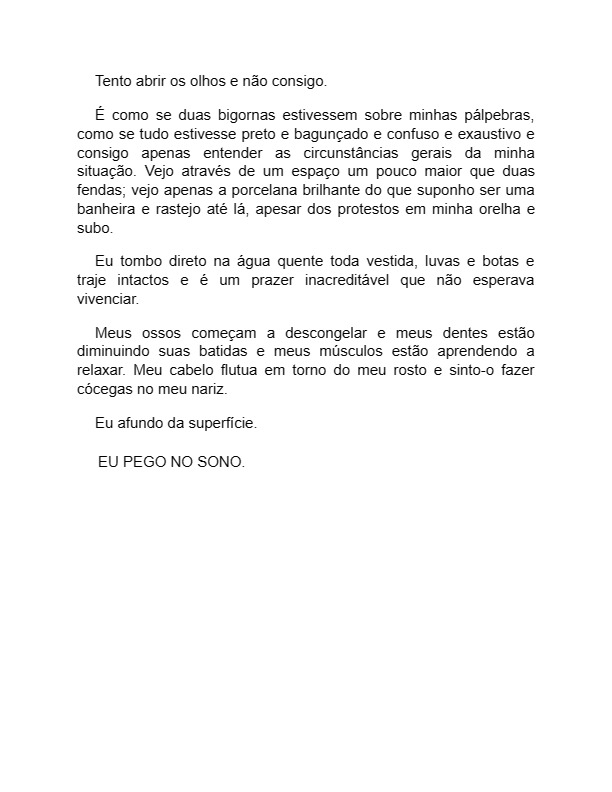 Tento abrir os olhos e não consigo.
É como se duas bigornas estivessem sobre minhas pálpebras,
como se tudo estivesse preto e bagunçado e confuso e exaustivo e
consigo apenas entender as circunstâncias gerais da minha
situação. Vejo através de um espaço um pouco maior que duas
fendas; vejo apenas a porcelana brilhante do que suponho ser uma
banheira e rastejo até lá, apesar dos protestos em minha orelha e
subo.
Eu tombo direto na água quente toda vestida, luvas e botas e
traje intactos e é um prazer inacreditável que não esperava
vivenciar.
Meus ossos começam a descongelar e meus dentes estão
diminuindo suas batidas e meus músculos estão aprendendo a
relaxar. Meu cabelo flutua em torno do meu rosto e sinto-o fazer
cócegas no meu nariz.
Eu afundo da superfície.
EU PEGO NO SONO.